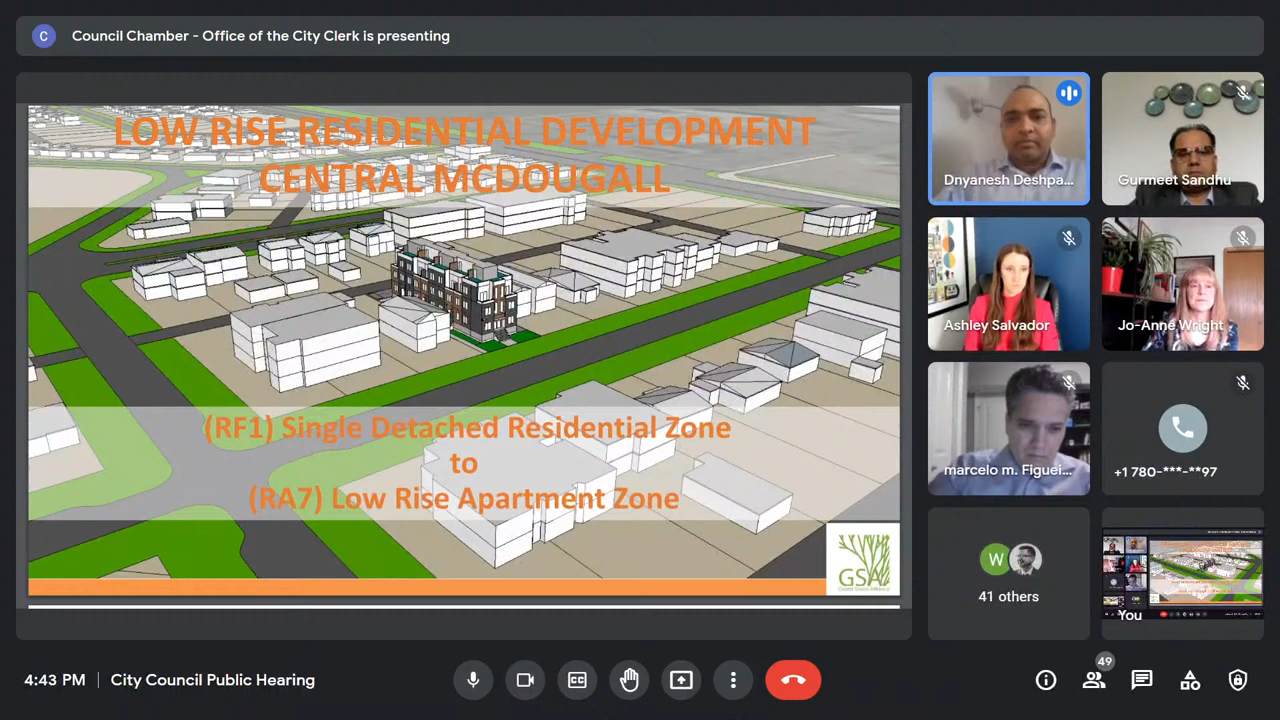 C
Council Chamber - Office of the City Clerk is presenting
LOW RISE RESIDENTIAL DEVELOPMENT
CENTRAL MCDOUGALL
(RF1) Single Detached Residential Zone
to
(RA7) Low Rise Apartment Zone
GSA
Dnyanesh Deshpa...
Gurmeet Sandhu
Ashley Salvador
Jo-Anne Wright
marcelo m. Figuei...
+1 780-***-**97
W
41 others
You
4:43 PM
City Council Public Hearing
CC
49